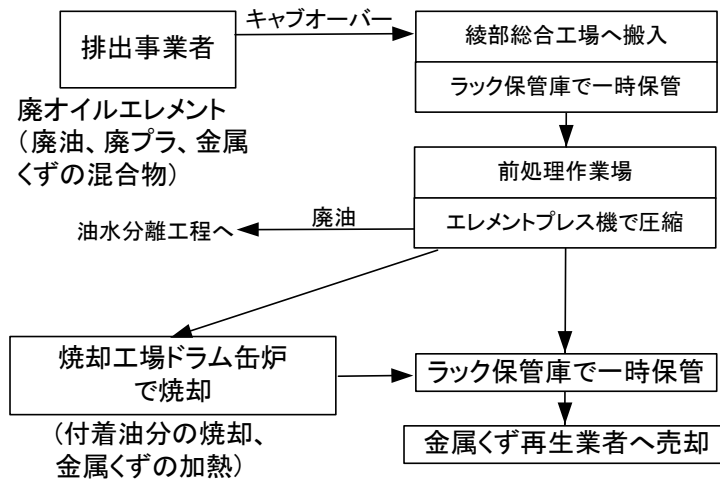 排出事業者
キャブオーバー
綾部総合工場へ搬入
ラック保管庫で一時保管
廃オイルエレメント
（廃油、廃プラ、金属
くずの混合物）
前処理作業場
エレメントプレス機で圧縮
廃油
油水分離工程へ
焼却工場ドラム缶炉
で焼却
（付着油分の焼却、
金属くずの加熱）
ラック保管庫で一時保管
金属くず再生業者へ売却